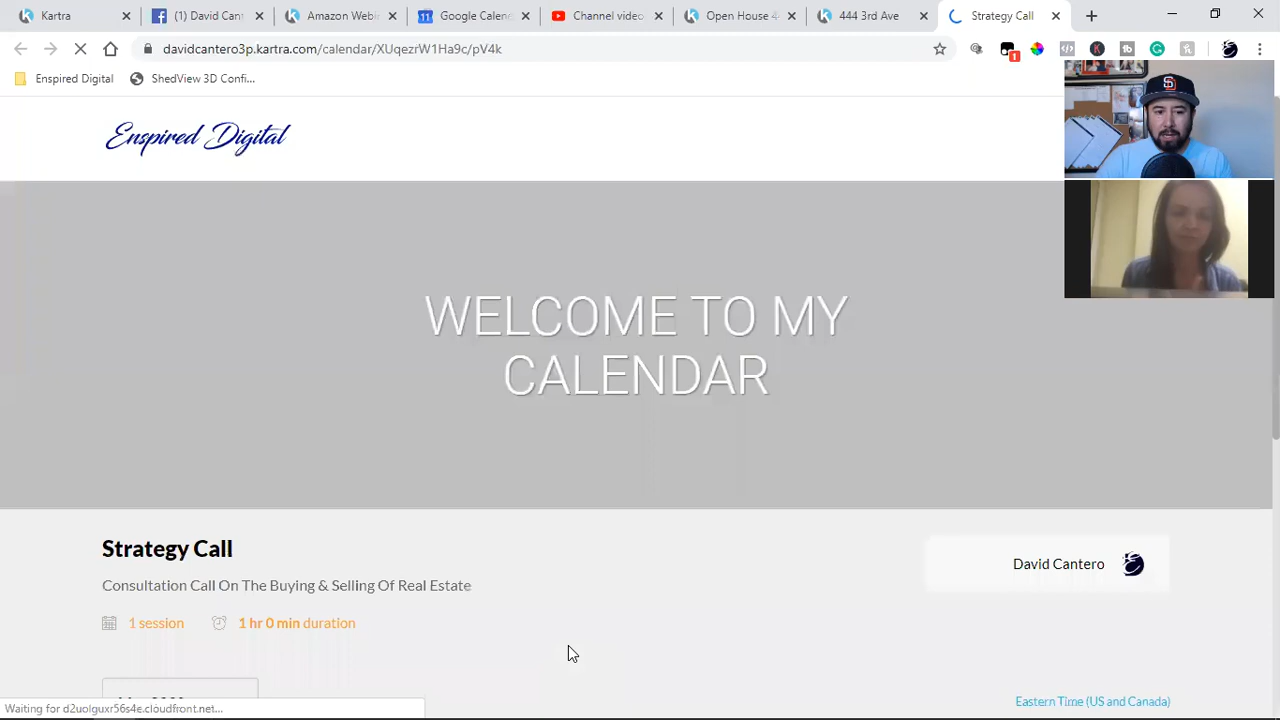 Kartra
(1) David Can
Amazon Webi
Google Calen
Channel video
Open House 4
444 3rd Ave
Strategy Call
davidcantero3p.kartra.com/calendar/XUqezrW1Ha9c/pV4k
1
Enspired Digital
ShedView 3D Confi...
Enspired Digital
WELCOME TO MY
CALENDAR
Strategy Call
David Cantero
Consultation Call On The Buying & Selling Of Real Estate
1 session
1 hr 0 min duration
Eastern Time (US and Canada)
Waiting for d2uolguxr56s4e.cloudfront.net...